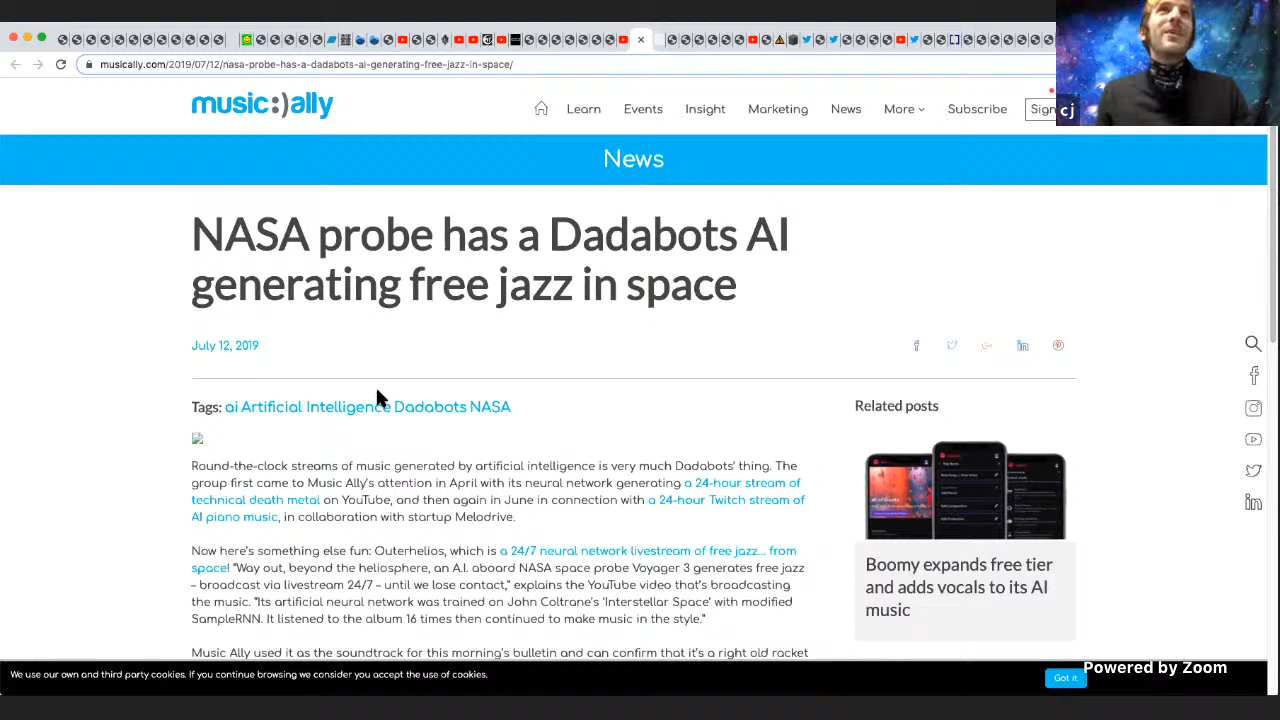 musically.com/2019/07/12/nasa-probe-has-a-dadabots-ai-generating-free-jazz-in-space/
music:)ally
Learn Events Insight Marketing News More Subscribe Sign
cj
News
NASA probe has a Dadabots AI
generating free jazz in space
July 12, 2019
Tags: ai Artificial Intelligence Dadabots NASA
Related posts
Round-the-clock streams of music generated by artificial intelligence is very much Dadabots' thing. The
group first came to Music Ally's attention in April with its neural network generating a 24-hour stream of
technical death metal on YouTube, and then again in June in connection with a 24-hour Twitch stream of
AI piano music, in collaboration with startup Melodrive.
Now here's something else fun: Outerhelios, which is a 24/7 neural network livestream of free jazz… from
space! "Way out, beyond the heliosphere, an A.I. aboard NASA space probe Voyager 3 generates free jazz
– broadcast via livestream 24/7 – until we lose contact," explains the YouTube video that's broadcasting
the music. "Its artificial neural network was trained on John Coltrane's 'Interstellar Space' with modified
SampleRNN. It listened to the album 16 times then continued to make music in the style."
Music Ally used it as the soundtrack for this morning's bulletin and can confirm that it's a right old racket
Boomy expands free tier
and adds vocals to its AI
music
We use our own and third party cookies. If you continue browsing we consider you accept the use of cookies.
Got it
Powered by Zoom